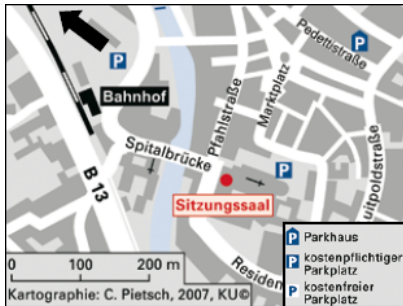 Pedettistraße
P
P
Bahnhof
Marktplatz
Pfahlstraße
Spitalbrücke
P
B 13
Sitzungssaal
uitpoldstraße
Residen
P Parkhaus
P kostenpflichtiger
Parkplatz
P kostenfreier
Parkplatz
0 100 200 m
Kartographie: C. Pietsch, 2007, KU©